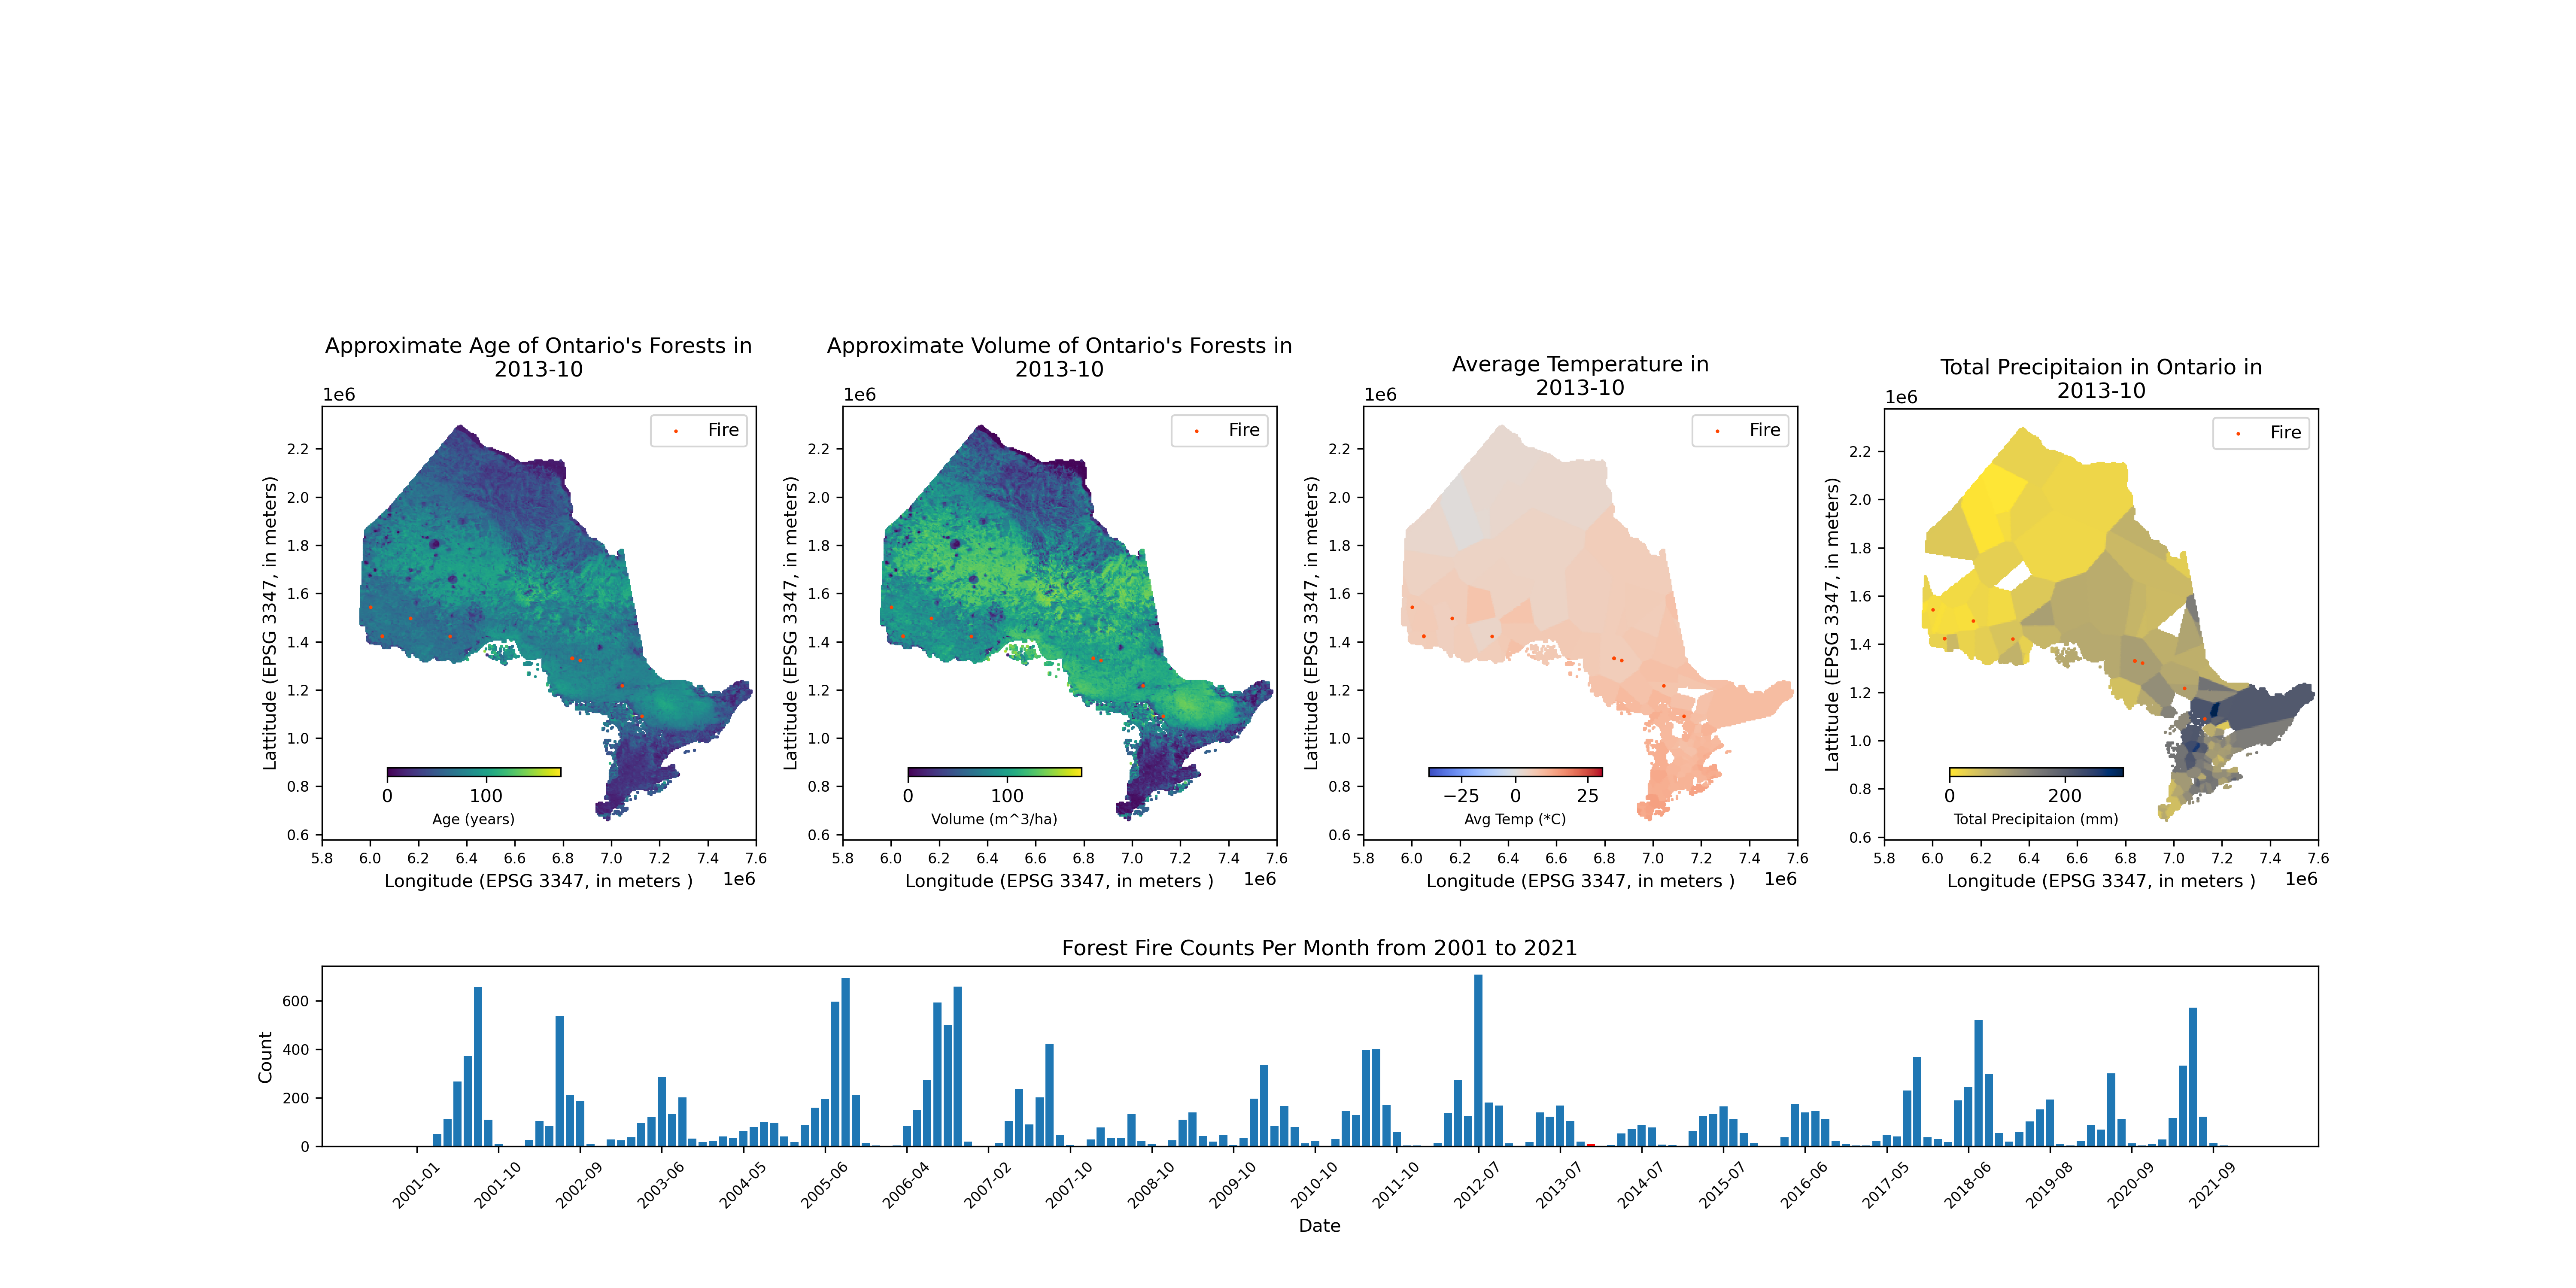 Approximate Age of Ontario's Forests in
2013-10
1e6
Fire
2.2
2.0
1.8
1.6
1.4
1.2
1.0
0.8
0.6
Lattitude (EPSG 3347, in meters)
0 100
Age (years)
5.8 6.0 6.2 6.4 6.6 6.8 7.0 7.2 7.4 7.6
Longitude (EPSG 3347, in meters ) 1e6
Approximate Volume of Ontario's Forests in
2013-10
1e6
Fire
2.2
2.0
1.8
1.6
1.4
1.2
1.0
0.8
0.6
Lattitude (EPSG 3347, in meters)
0 100
Volume (m^3/ha)
5.8 6.0 6.2 6.4 6.6 6.8 7.0 7.2 7.4 7.6
Longitude (EPSG 3347, in meters ) 1e6
Average Temperature in
2013-10
1e6
Fire
2.2
2.0
1.8
1.6
1.4
1.2
1.0
0.8
0.6
Lattitude (EPSG 3347, in meters)
−25 0 25
Avg Temp (*C)
5.8 6.0 6.2 6.4 6.6 6.8 7.0 7.2 7.4 7.6
Longitude (EPSG 3347, in meters ) 1e6
Total Precipitaion in Ontario in
2013-10
1e6
Fire
2.2
2.0
1.8
1.6
1.4
1.2
1.0
0.8
0.6
Lattitude (EPSG 3347, in meters)
0 200
Total Precipitaion (mm)
5.8 6.0 6.2 6.4 6.6 6.8 7.0 7.2 7.4 7.6
Longitude (EPSG 3347, in meters ) 1e6
Forest Fire Counts Per Month from 2001 to 2021
600
400
200
0
Count
2001-01 2001-10 2002-09 2003-06 2004-05 2005-06 2006-04 2007-02 2007-10 2008-10 2009-10 2010-10 2011-10 2012-07 2013-07 2014-07 2015-07 2016-06 2017-05 2018-06 2019-08 2020-09 2021-09
Date